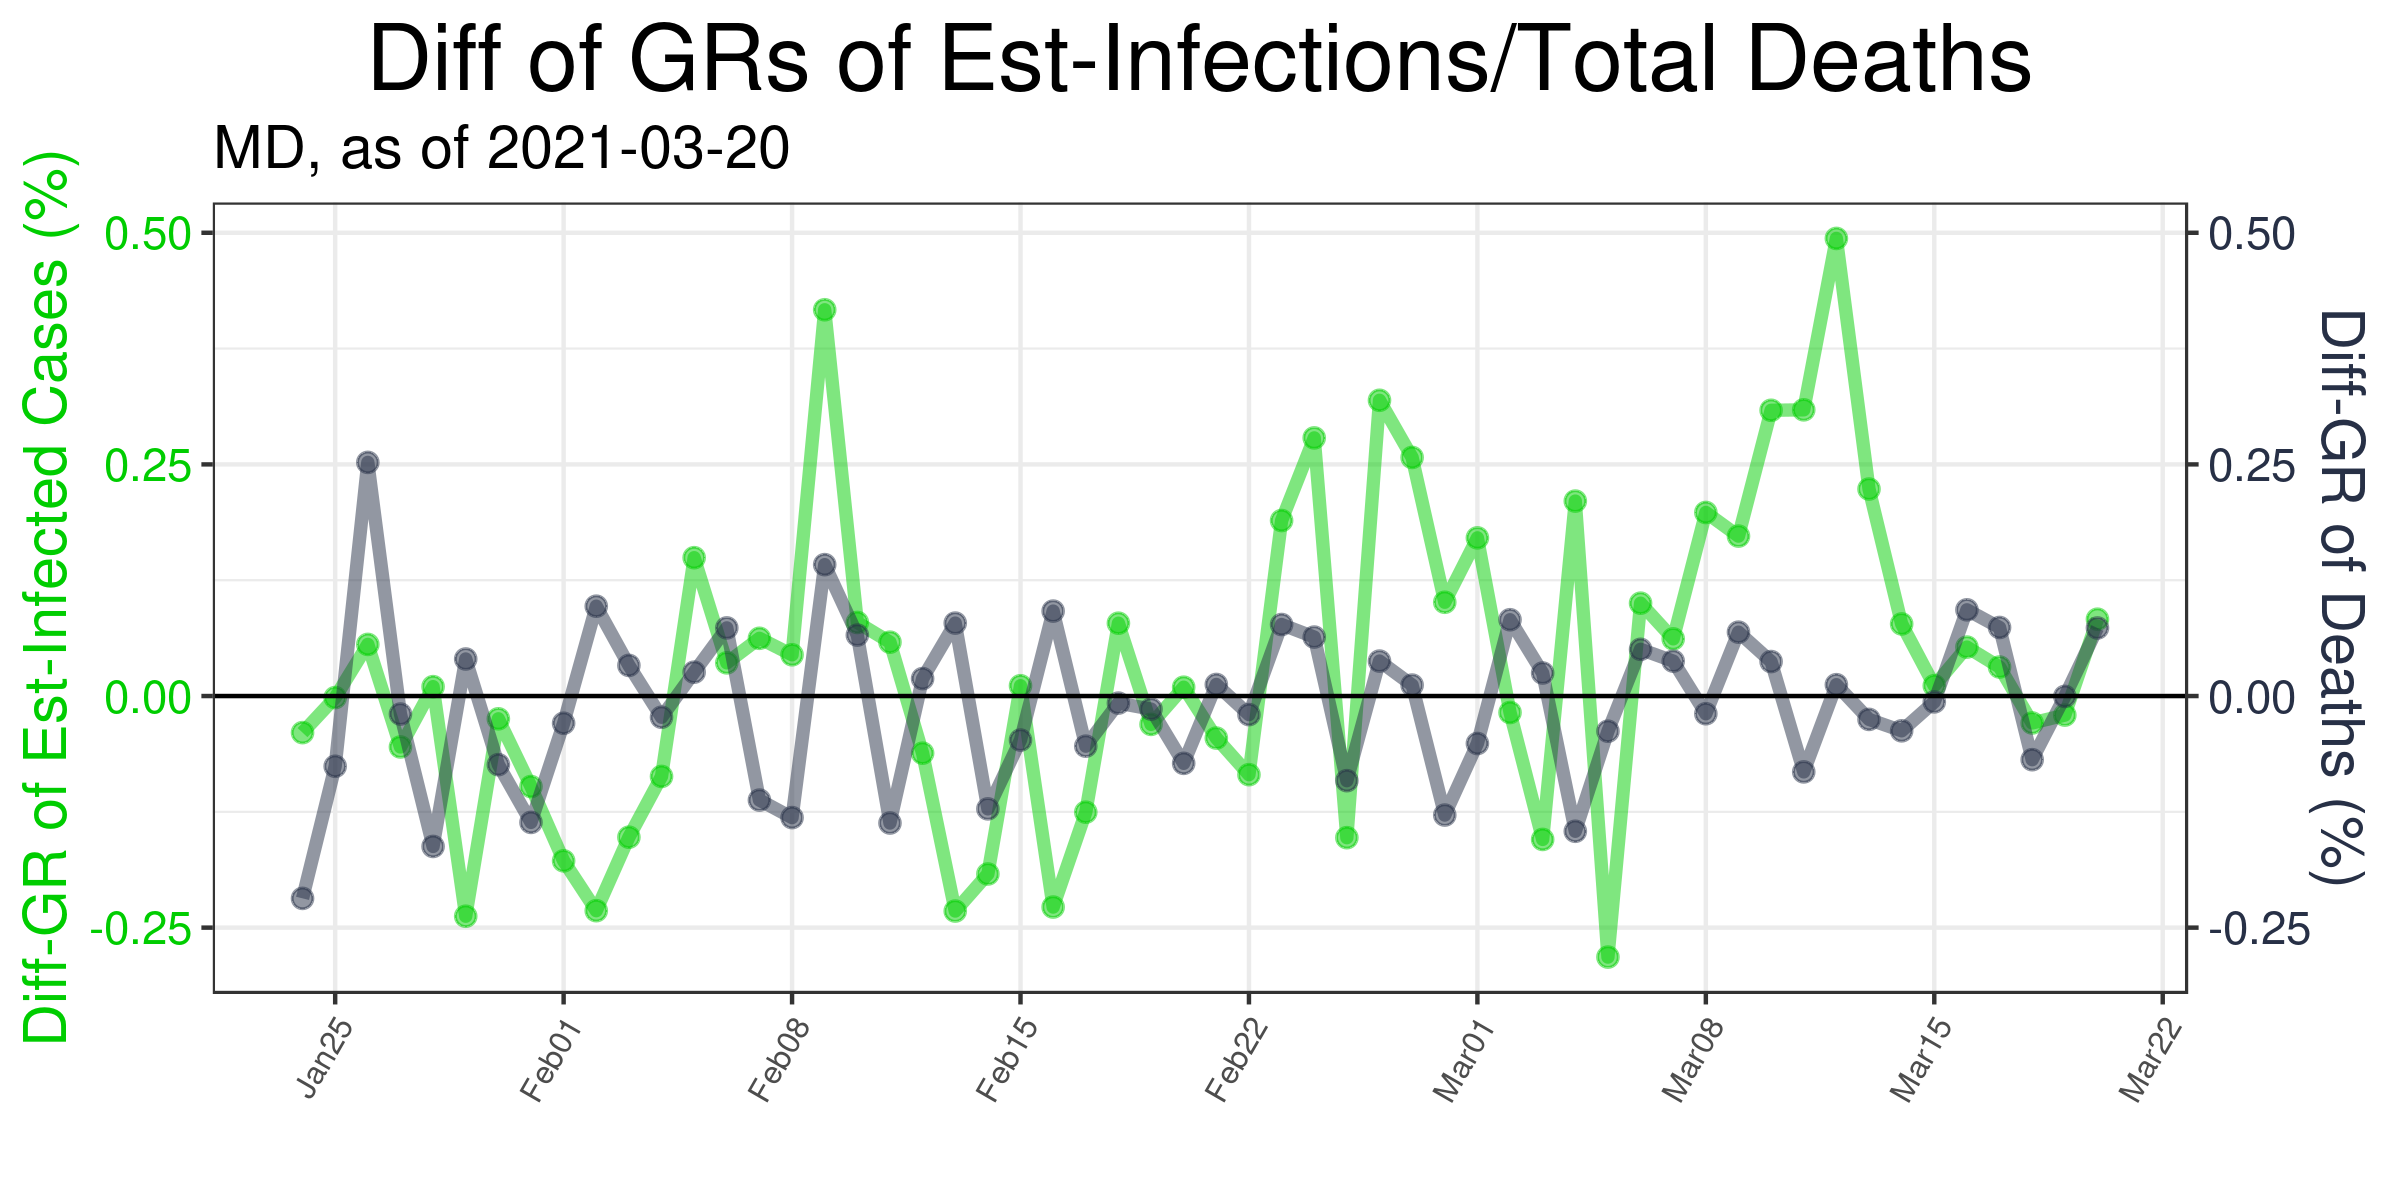 Diff of GRs of Est-Infections/Total Deaths
MD, as of 2021-03-20
Diff-GR of Est-Infected Cases (%)
0.50
0.25
0.00
-0.25
0.50
0.25
0.00
-0.25
Diff-GR of Deaths (%)
Jan25
Feb01
Feb08
Feb15
Feb22
Mar01
Mar08
Mar15
Mar22